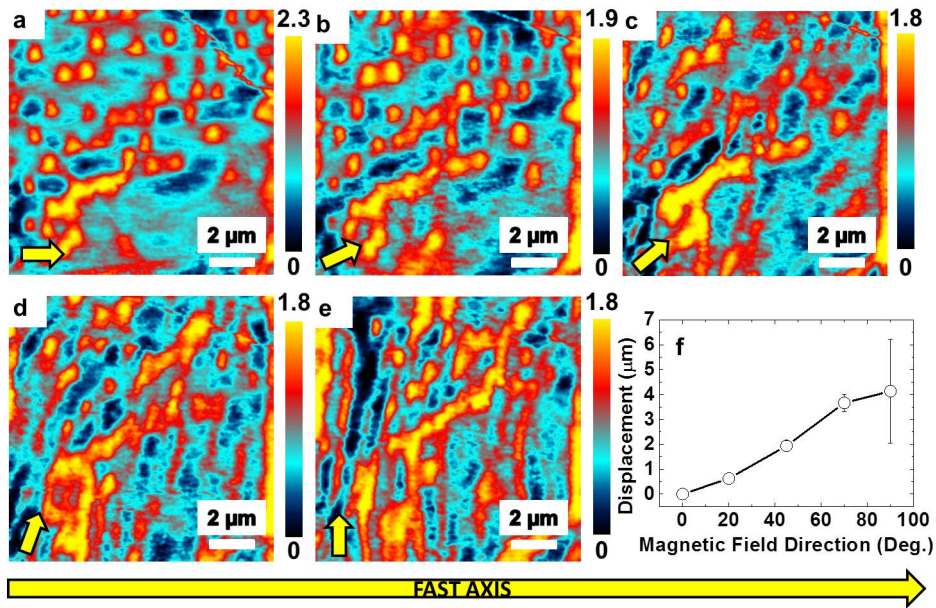 a
2.3
2 µm
0
b
1.9
2 µm
0
c
1.8
2 µm
0
d
1.8
2 µm
0
e
1.8
2 µm
0
f
7
6
5
4
3
2
1
0
Displacement (µm)
0 20 40 60 80 100
Magnetic Field Direction (Deg.)
FAST AXIS